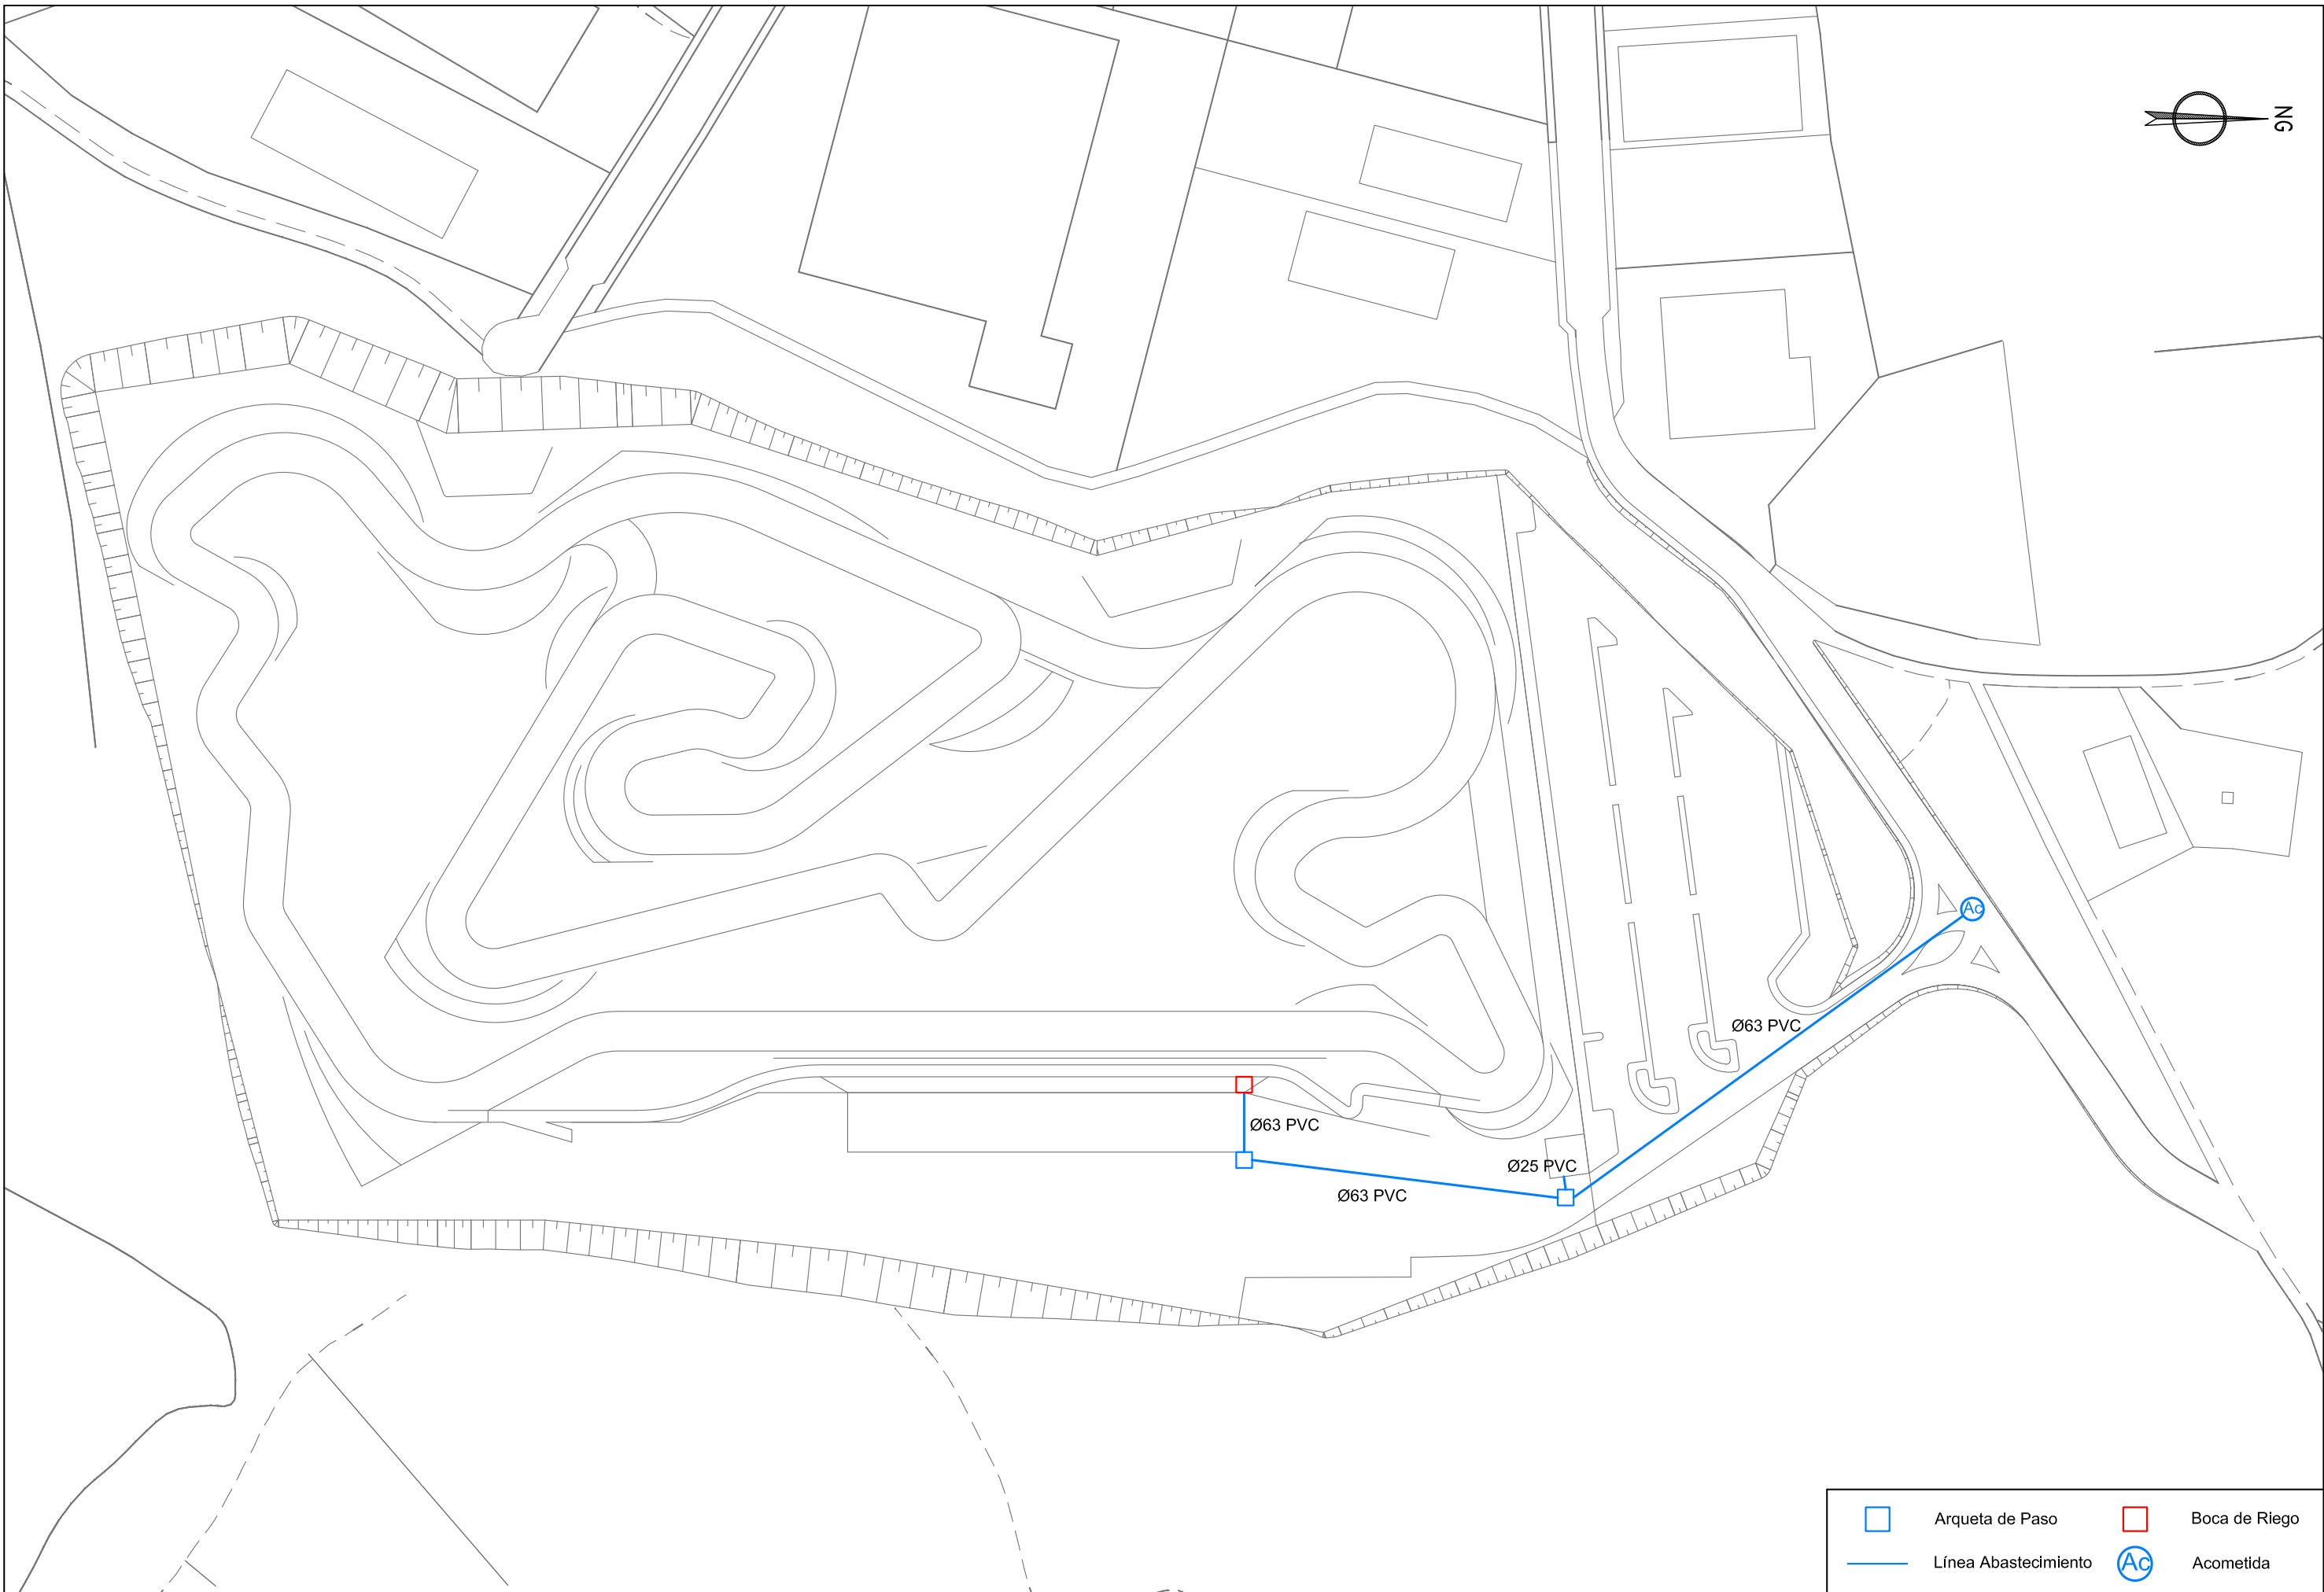 NG
Ac
Ø63 PVC
Ø63 PVC
Ø25 PVC
Ø63 PVC
Arqueta de Paso
Boca de Riego
Línea Abastecimiento
Ac
Acometida